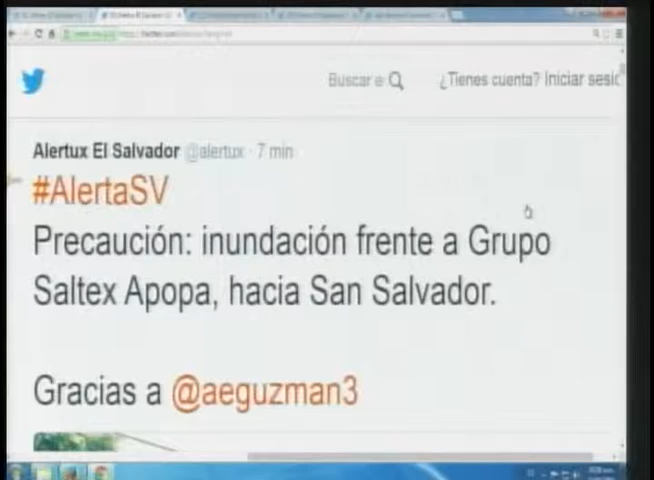 Buscar e
¿Tienes cuenta? Iniciar sesic
Alertux El Salvador @alertux · 7 min
#AlertaSV
Precaución: inundación frente a Grupo
Saltex Apopa, hacia San Salvador.
Gracias a @aeguzman3